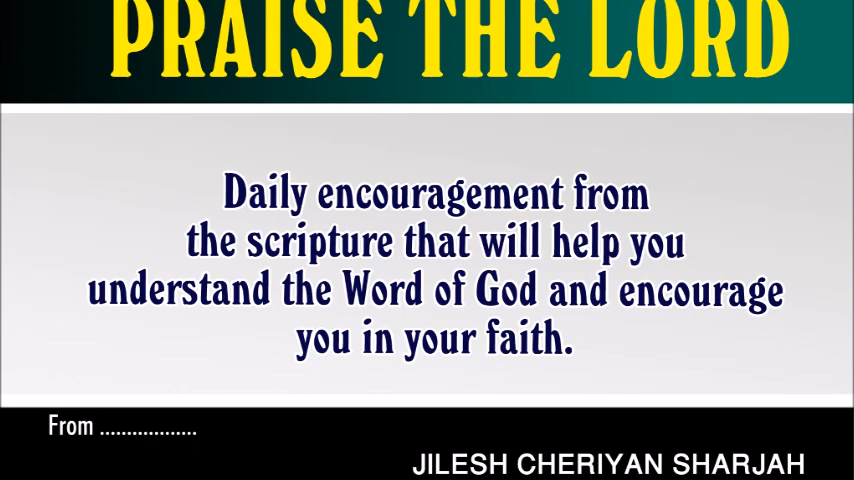 PRAISE THE LORD
Daily encouragement from
the scripture that will help you
understand the Word of God and encourage
you in your faith.
From ..................
JILESH CHERIYAN SHARJAH